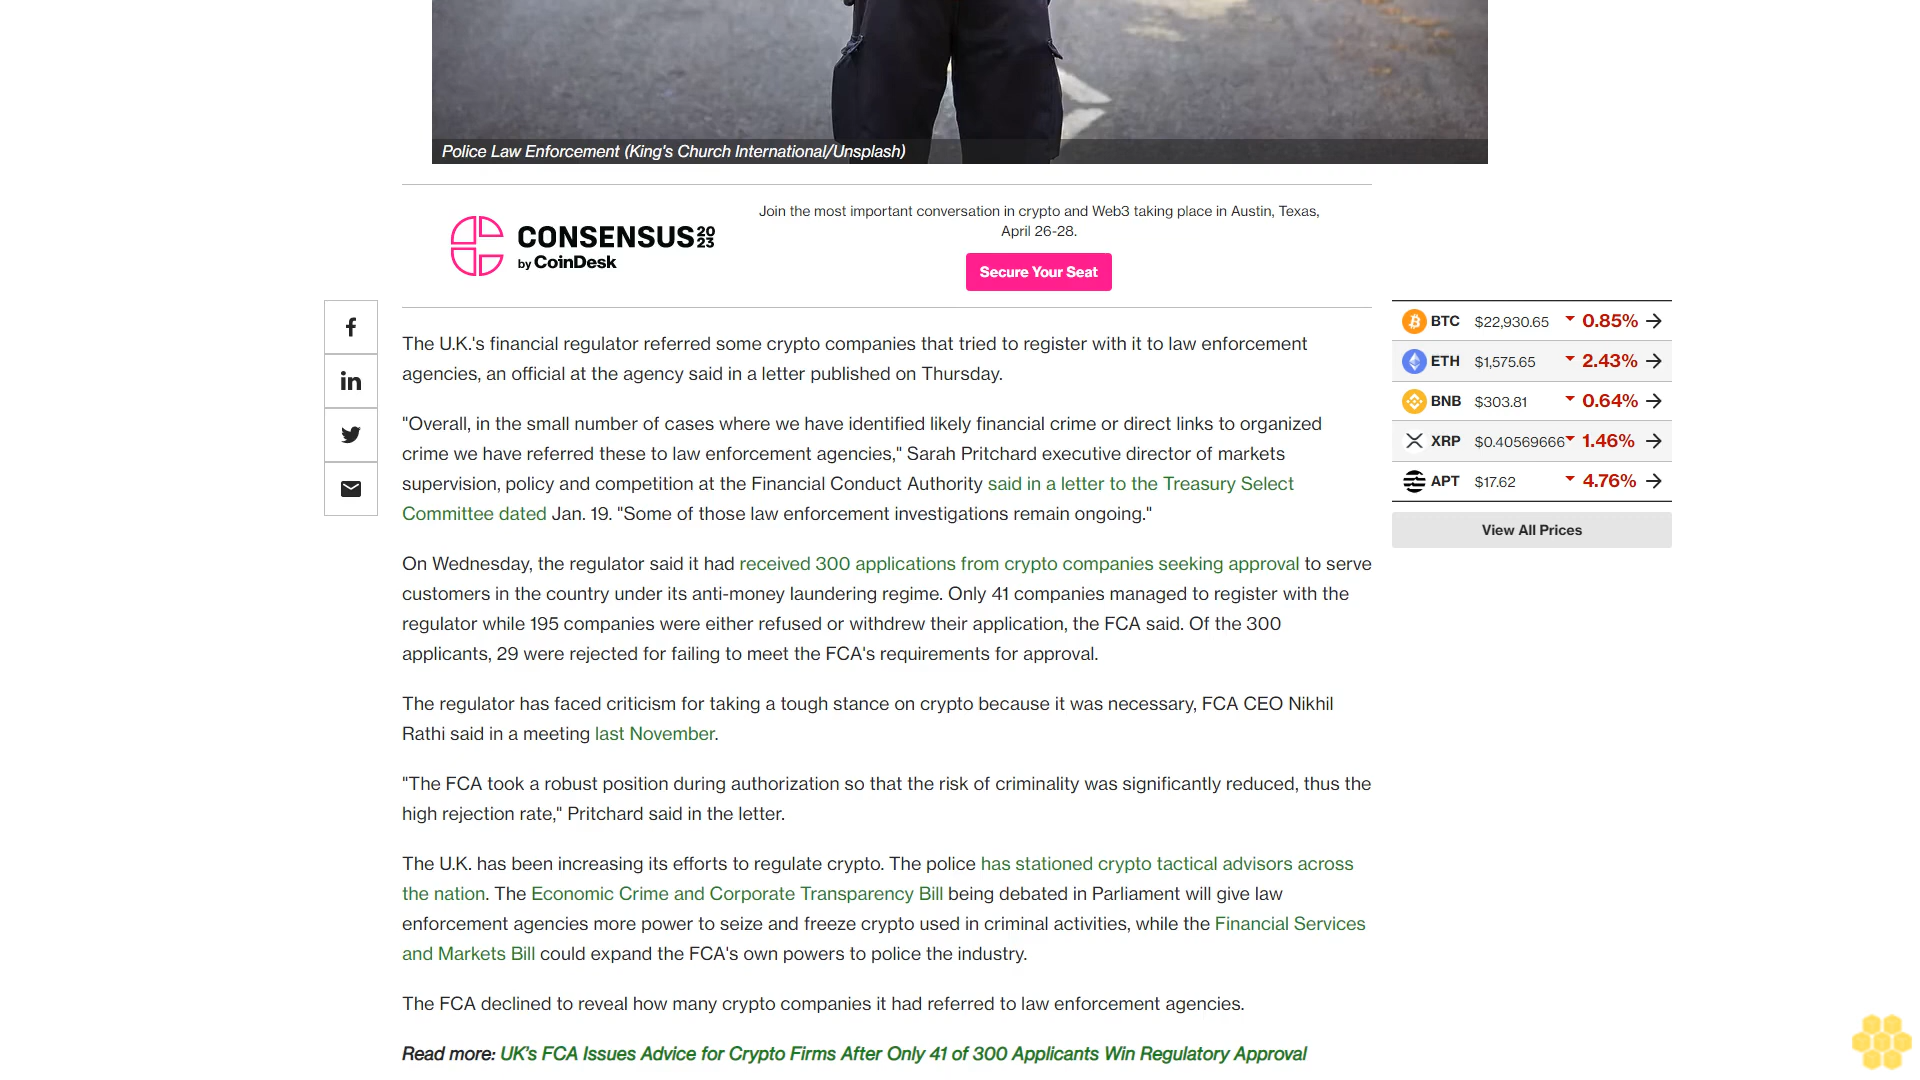 Police Law Enforcement (King's Church International/Unsplash)
CONSENSUS 2023
by CoinDesk
Join the most important conversation in crypto and Web3 taking place in Austin, Texas,
April 26-28.
Secure Your Seat
The U.K.'s financial regulator referred some crypto companies that tried to register with it to law enforcement
agencies, an official at the agency said in a letter published on Thursday.
"Overall, in the small number of cases where we have identified likely financial crime or direct links to organized
crime we have referred these to law enforcement agencies," Sarah Pritchard executive director of markets
supervision, policy and competition at the Financial Conduct Authority said in a letter to the Treasury Select
Committee dated Jan. 19. "Some of those law enforcement investigations remain ongoing."
On Wednesday, the regulator said it had received 300 applications from crypto companies seeking approval to serve
customers in the country under its anti-money laundering regime. Only 41 companies managed to register with the
regulator while 195 companies were either refused or withdrew their application, the FCA said. Of the 300
applicants, 29 were rejected for failing to meet the FCA's requirements for approval.
The regulator has faced criticism for taking a tough stance on crypto because it was necessary, FCA CEO Nikhil
Rathi said in a meeting last November.
"The FCA took a robust position during authorization so that the risk of criminality was significantly reduced, thus the
high rejection rate," Pritchard said in the letter.
The U.K. has been increasing its efforts to regulate crypto. The police has stationed crypto tactical advisors across
the nation. The Economic Crime and Corporate Transparency Bill being debated in Parliament will give law
enforcement agencies more power to seize and freeze crypto used in criminal activities, while the Financial Services
and Markets Bill could expand the FCA's own powers to police the industry.
The FCA declined to reveal how many crypto companies it had referred to law enforcement agencies.
Read more: UK's FCA Issues Advice for Crypto Firms After Only 41 of 300 Applicants Win Regulatory Approval
BTC $22,930.65 0.85%
ETH $1,575.65 2.43%
BNB $303.81 0.64%
XRP $0.40569666 1.46%
APT $17.62 4.76%
View All Prices